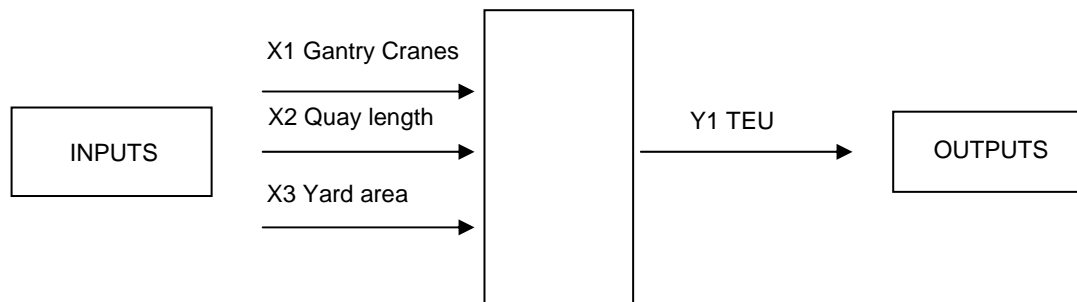 X1 Gantry Cranes
X2 Quay length
INPUTS
X3 Yard area
Y1 TEU
OUTPUTS